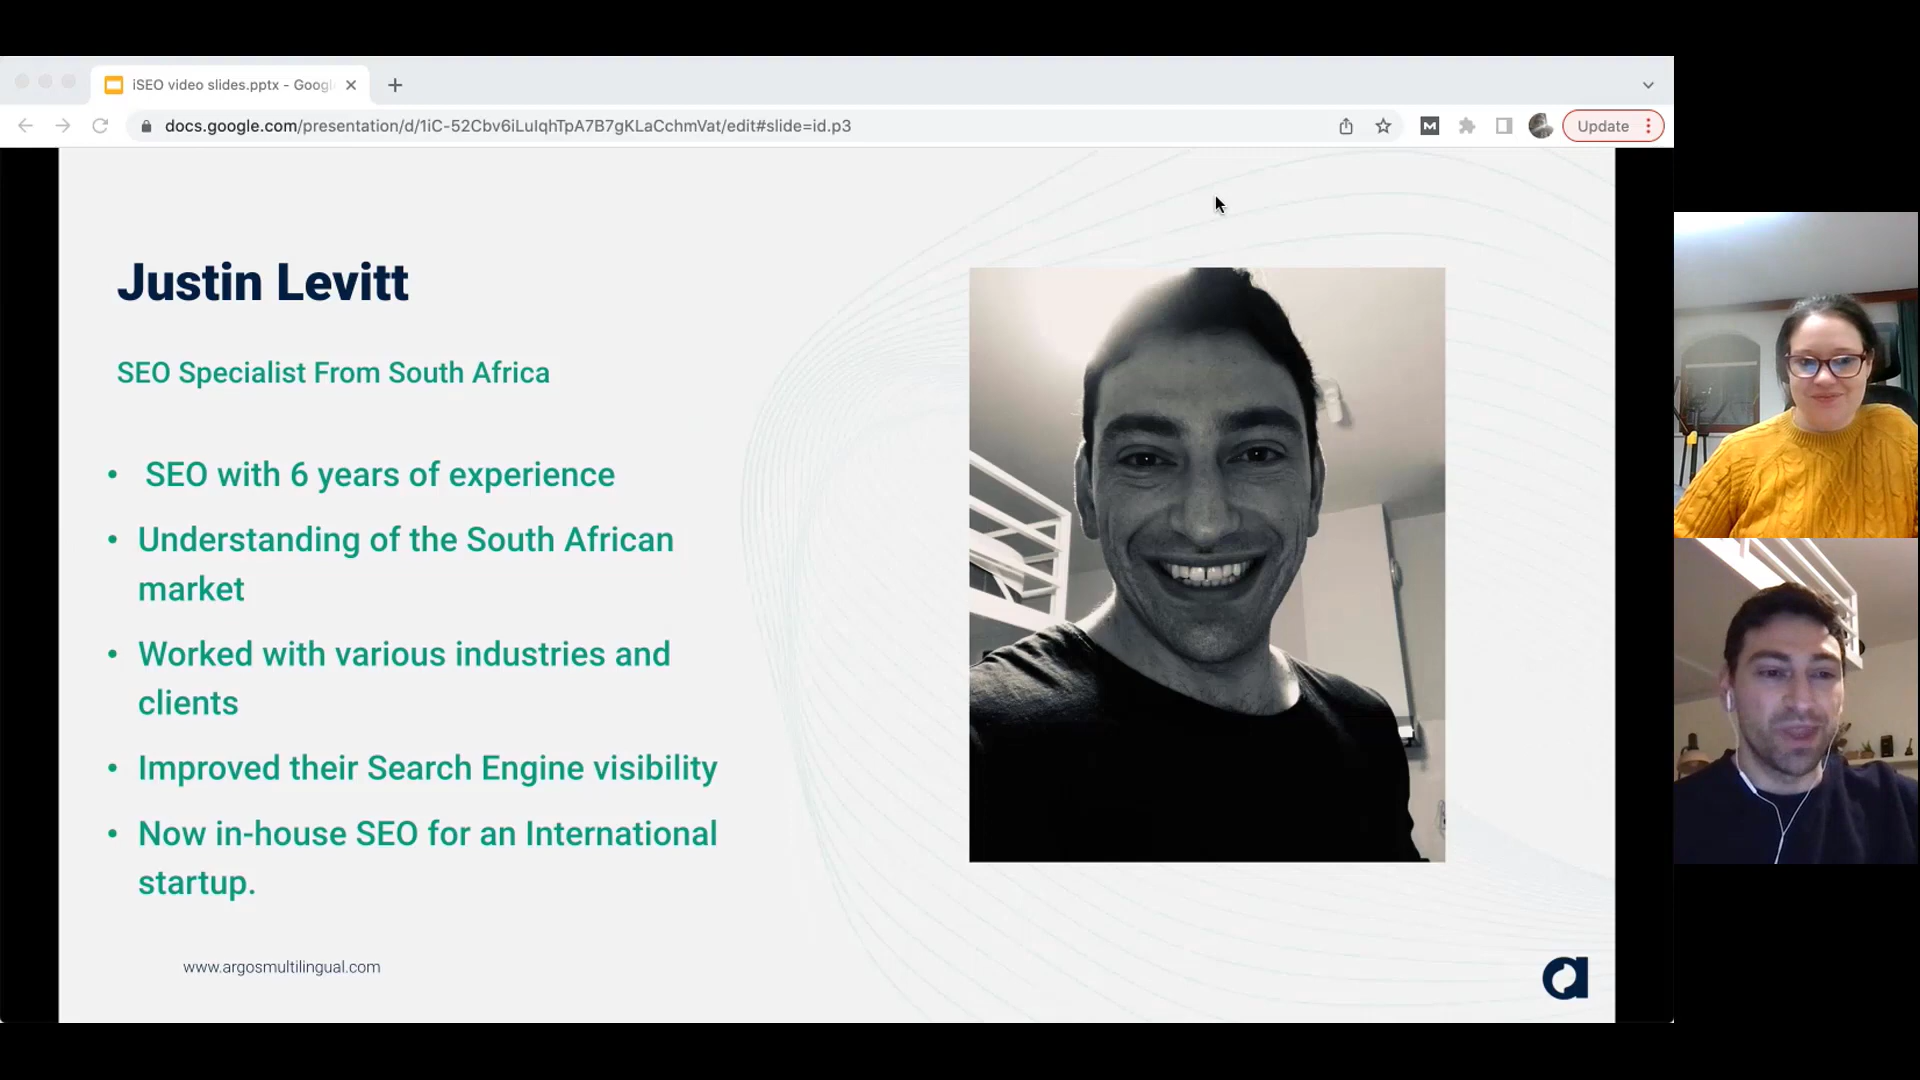 iSEO video slides.pptx - Googl
docs.google.com/presentation/d/1iC-52Cbv6iLuIqhTpA7B7gKLaCchmVat/edit#slide=id.p3
M
Update
Justin Levitt
SEO Specialist From South Africa
• SEO with 6 years of experience
• Understanding of the South African
market
• Worked with various industries and
clients
• Improved their Search Engine visibility
• Now in-house SEO for an International
startup.
www.argosmultilingual.com
a